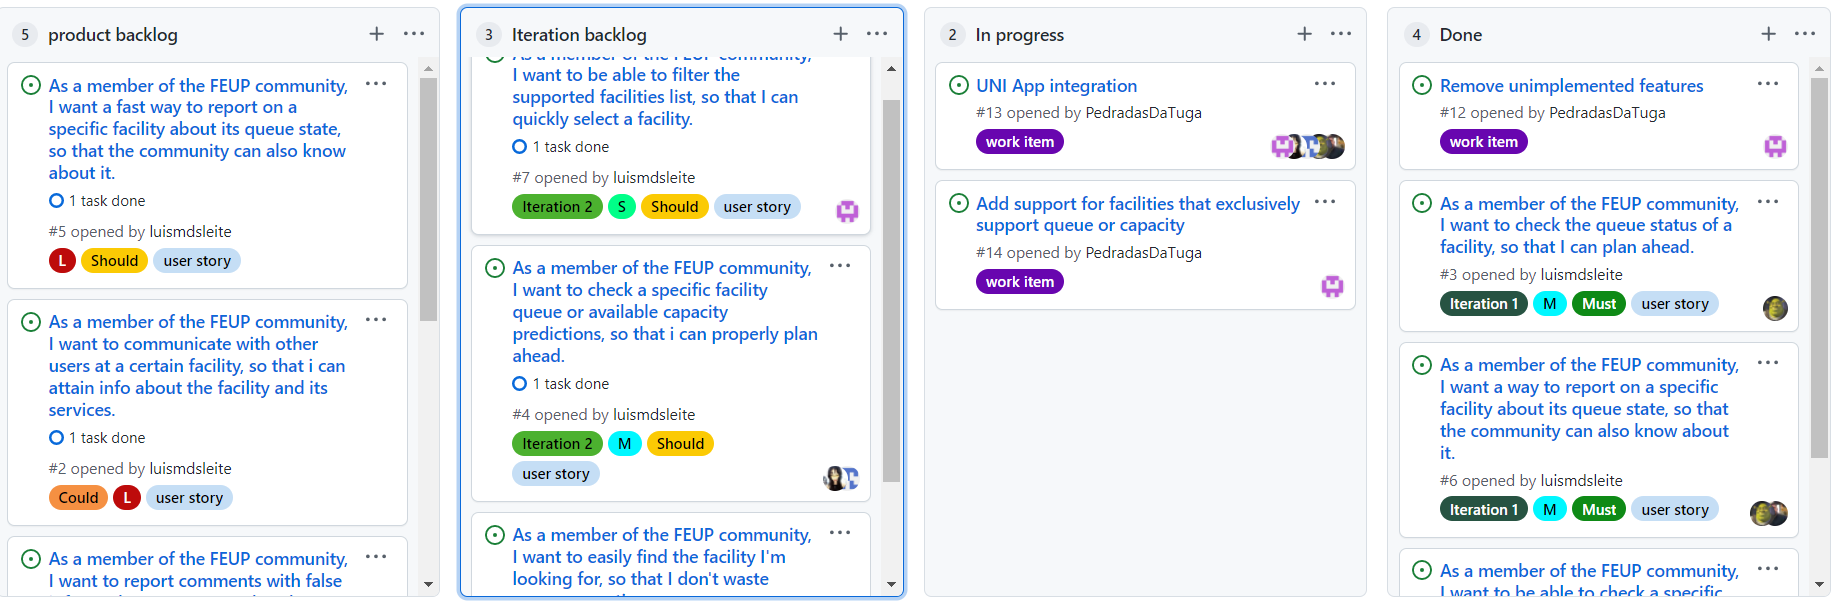 5 product backlog
As a member of the FEUP community,
I want a fast way to report on a
specific facility about its queue state,
so that the community can also know
about it.
1 task done
#5 opened by luismdsleite
L Should user story
As a member of the FEUP community,
I want to communicate with other
users at a certain facility, so that i can
attain info about the facility and its
services.
1 task done
#2 opened by luismdsleite
Could L user story
As a member of the FEUP community,
I want to report comments with false
3 Iteration backlog
As a member of the FEUP community,
I want to be able to filter the
supported facilities list, so that I can
quickly select a facility.
1 task done
#7 opened by luismdsleite
Iteration 2 S Should user story
As a member of the FEUP community,
I want to check a specific facility
queue or available capacity
predictions, so that i can properly plan
ahead.
1 task done
#4 opened by luismdsleite
Iteration 2 M Should
user story
As a member of the FEUP community,
I want to easily find the facility I'm
looking for, so that I don't waste
2 In progress
UNI App integration
#13 opened by PedradasDaTuga
work item
Add support for facilities that exclusively
support queue or capacity
#14 opened by PedradasDaTuga
work item
4 Done
Remove unimplemented features
#12 opened by PedradasDaTuga
work item
As a member of the FEUP community,
I want to check the queue status of a
facility, so that I can plan ahead.
#3 opened by luismdsleite
Iteration 1 M Must user story
As a member of the FEUP community,
I want a way to report on a specific
facility about its queue state, so that
the community can also know about
it.
#6 opened by luismdsleite
Iteration 1 M Must user story
As a member of the FEUP community,
I want to be able to check a specific